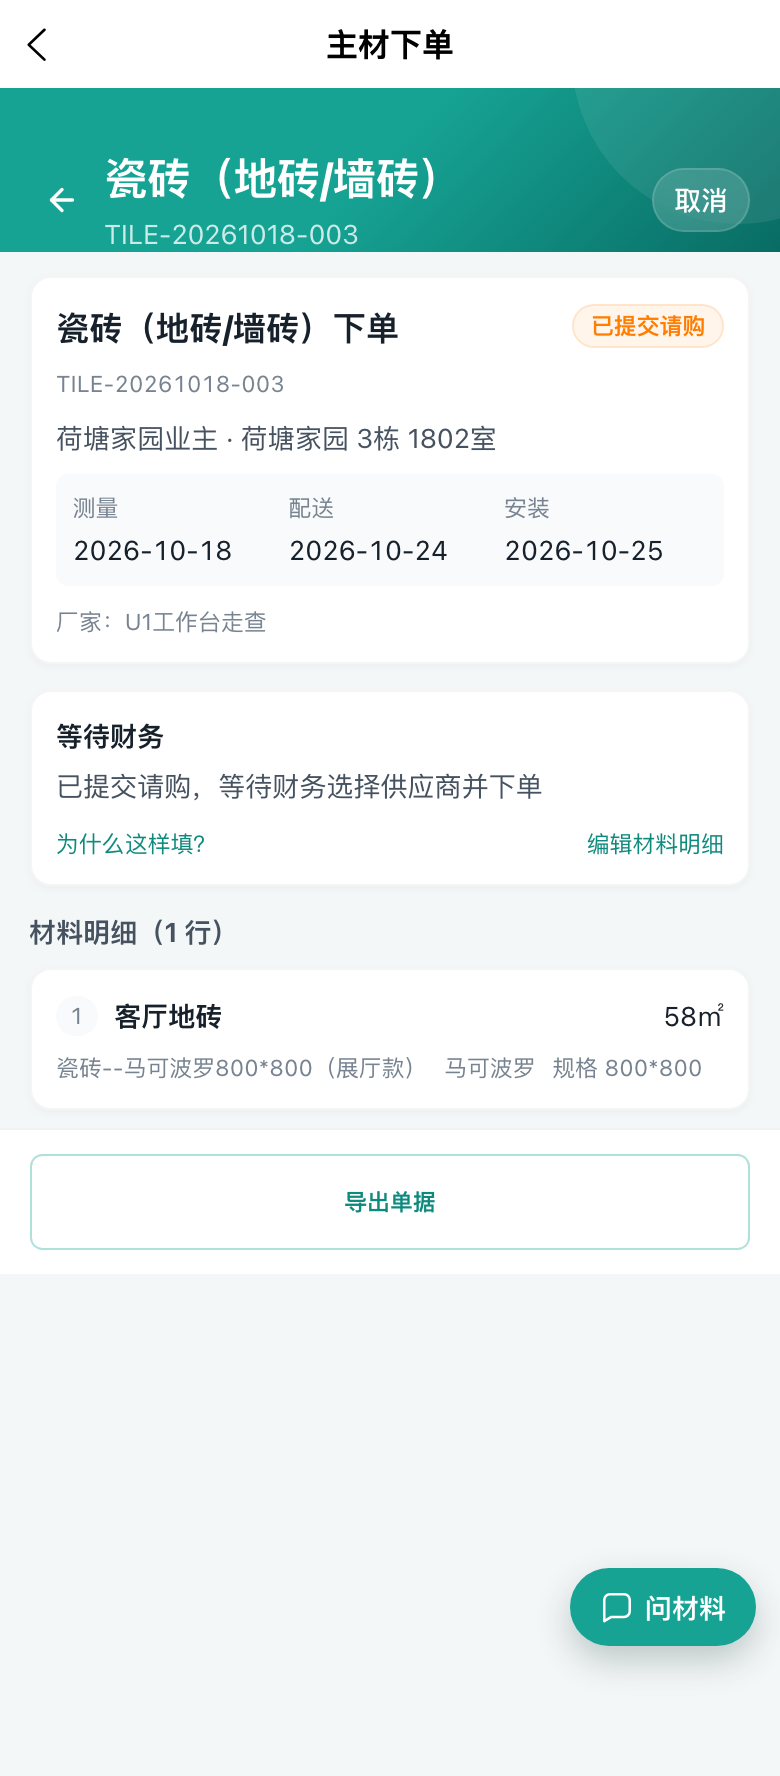 主材下单
瓷砖（地砖/墙砖）
取消
TILE-20261018-003
瓷砖（地砖/墙砖）下单
已提交请购
TILE-20261018-003
荷塘家园业主 · 荷塘家园 3栋 1802室
测量 配送 安装
2026-10-18 2026-10-24 2026-10-25
厂家：U1工作台走查
等待财务
已提交请购，等待财务选择供应商并下单
为什么这样填? 编辑材料明细
材料明细（1 行）
1 客厅地砖 58㎡
瓷砖--马可波罗800*800（展厅款） 马可波罗 规格 800*800
导出单据
问材料